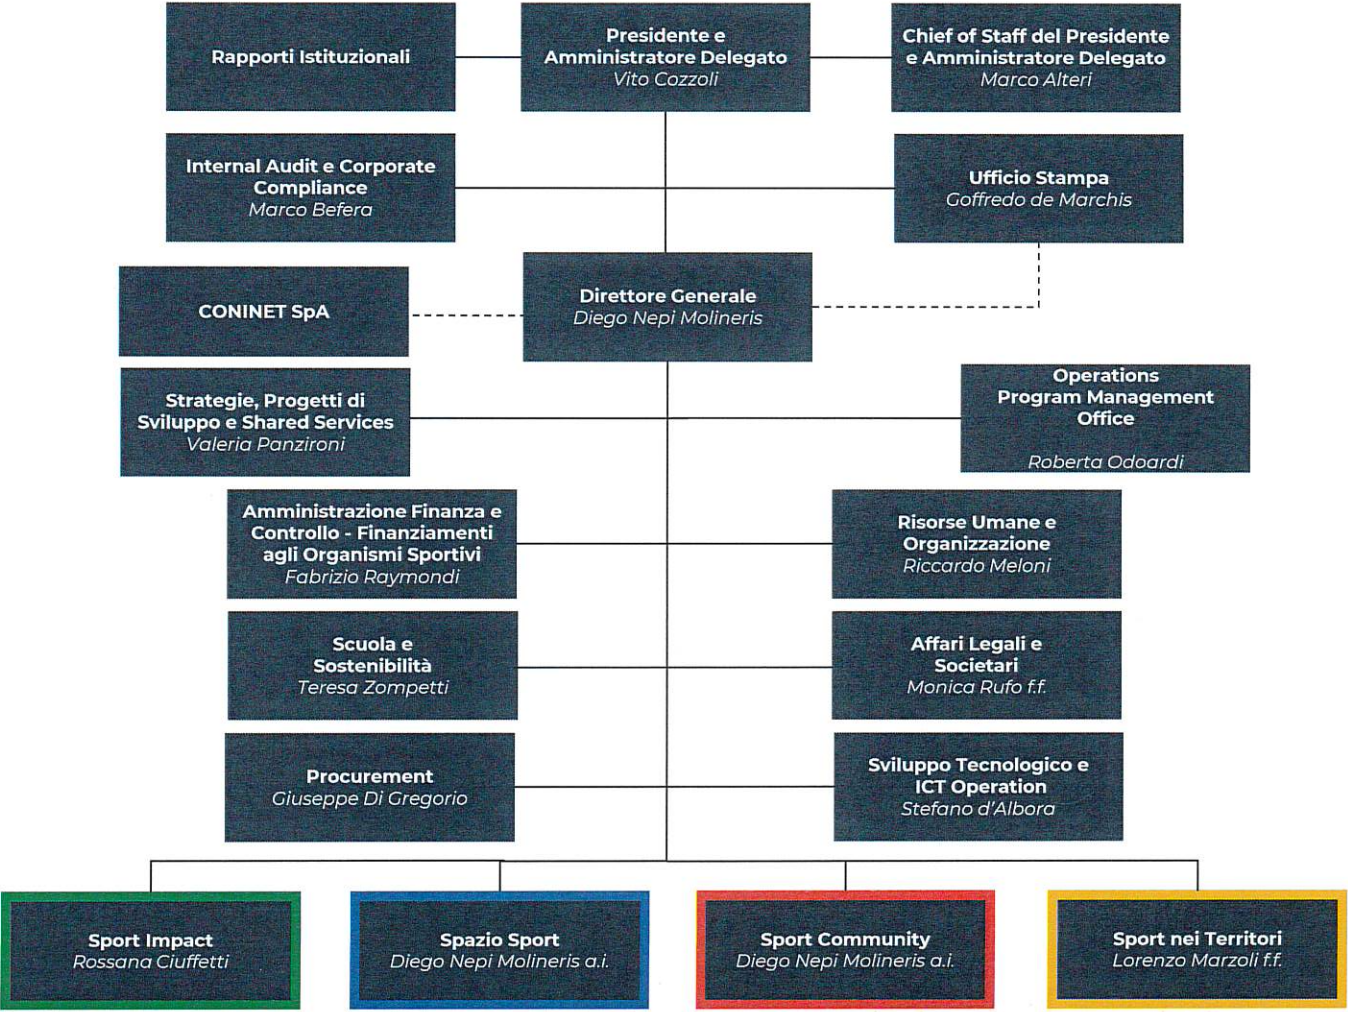 Rapporti Istituzionali
Presidente e
Amministratore Delegato
Vito Cozzoli
Chief of Staff del Presidente
e Amministratore Delegato
Marco Alteri
Internal Audit e Corporate
Compliance
Marco Befera
Ufficio Stampa
Goffredo de Marchis
CONINET SpA
Direttore Generale
Diego Nepi Molineris
Strategie, Progetti di
Sviluppo e Shared Services
Valeria Panzironi
Operations
Program Management
Office
Roberta Odoardi
Amministrazione Finanza e
Controllo - Finanziamenti
agli Organismi Sportivi
Fabrizio Raymondi
Risorse Umane e
Organizzazione
Riccardo Meloni
Scuola e
Sostenibilità
Teresa Zompetti
Affari Legali e
Societari
Monica Rufo f.f.
Procurement
Giuseppe Di Gregorio
Sviluppo Tecnologico e
ICT Operation
Stefano d'Albora
Sport Impact
Rossana Ciuffetti
Spazio Sport
Diego Nepi Molineris a.i.
Sport Community
Diego Nepi Molineris a.i.
Sport nei Territori
Lorenzo Marzoli f.f.